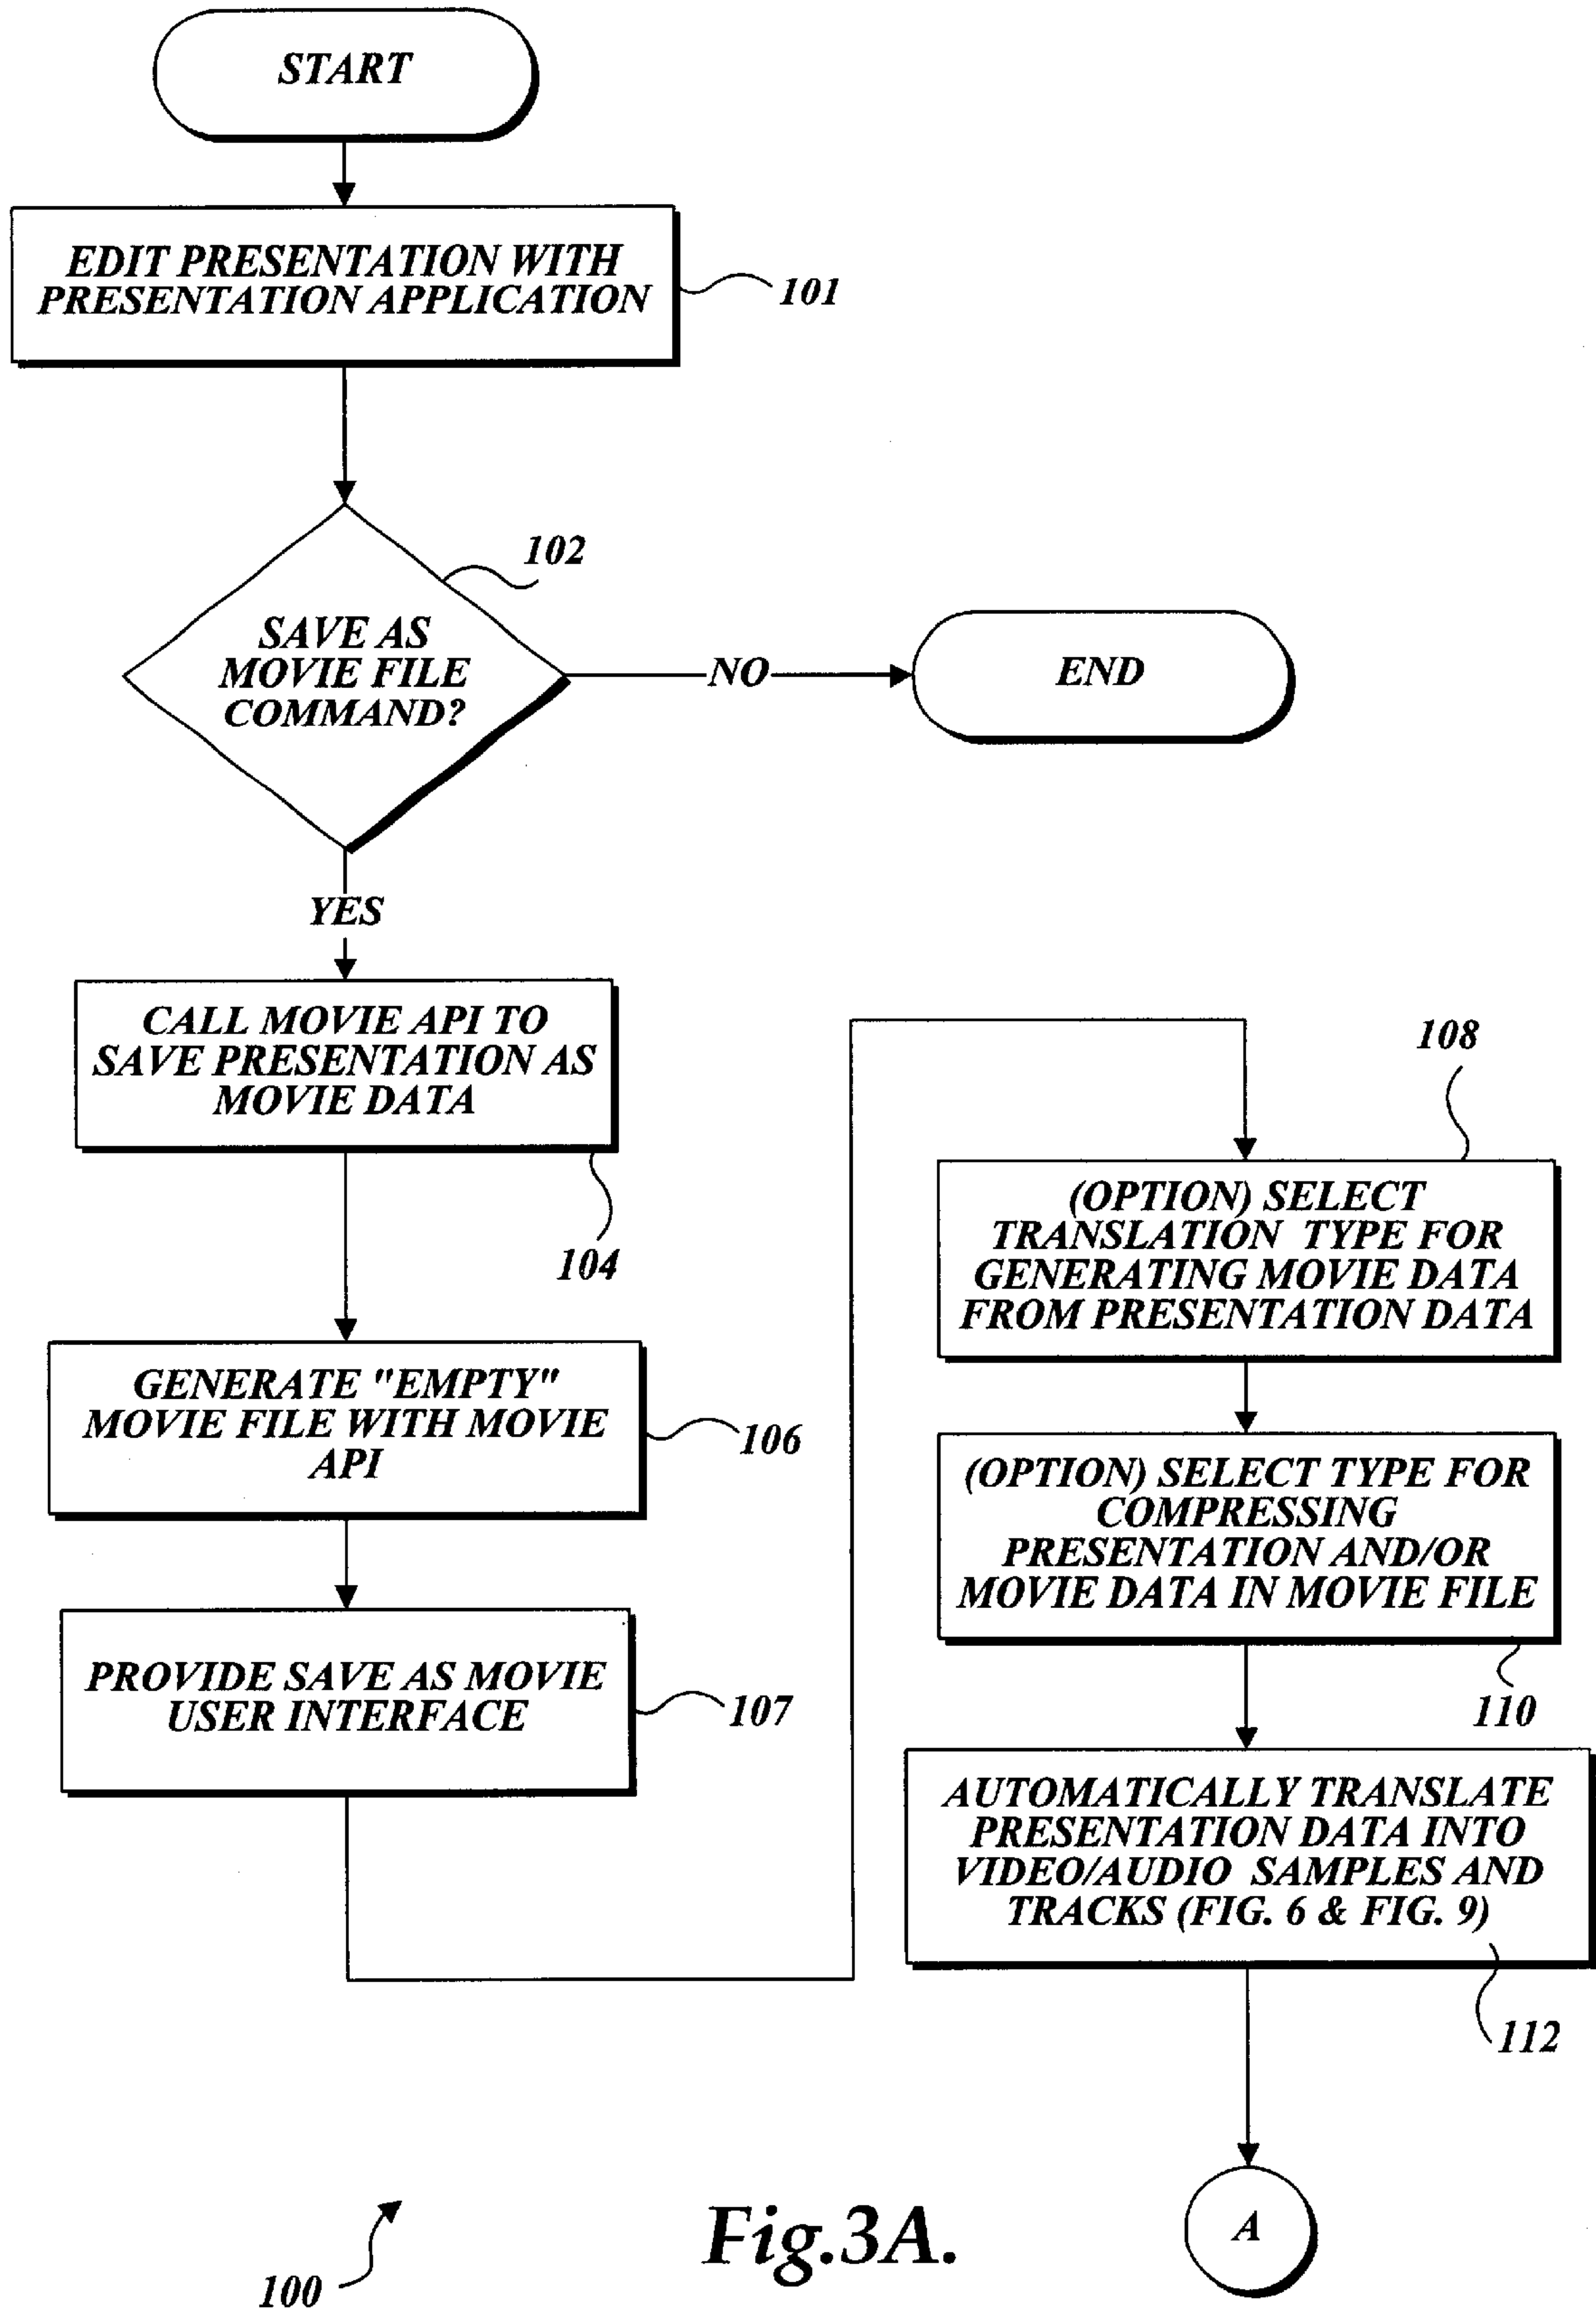 START
EDIT PRESENTATION WITH
PRESENTATION APPLICATION
101
102
SAVE AS
MOVIE FILE
COMMAND?
NO
END
YES
CALL MOVIE API TO
SAVE PRESENTATION AS
MOVIE DATA
104
GENERATE "EMPTY"
MOVIE FILE WITH MOVIE
API
106
PROVIDE SAVE AS MOVIE
USER INTERFACE
107
108
(OPTION) SELECT
TRANSLATION TYPE FOR
GENERATING MOVIE DATA
FROM PRESENTATION DATA
(OPTION) SELECT TYPE FOR
COMPRESSING
PRESENTATION AND/OR
MOVIE DATA IN MOVIE FILE
110
AUTOMATICALLY TRANSLATE
PRESENTATION DATA INTO
VIDEO/AUDIO SAMPLES AND
TRACKS (FIG. 6 & FIG. 9)
112
A
100
Fig.3A.